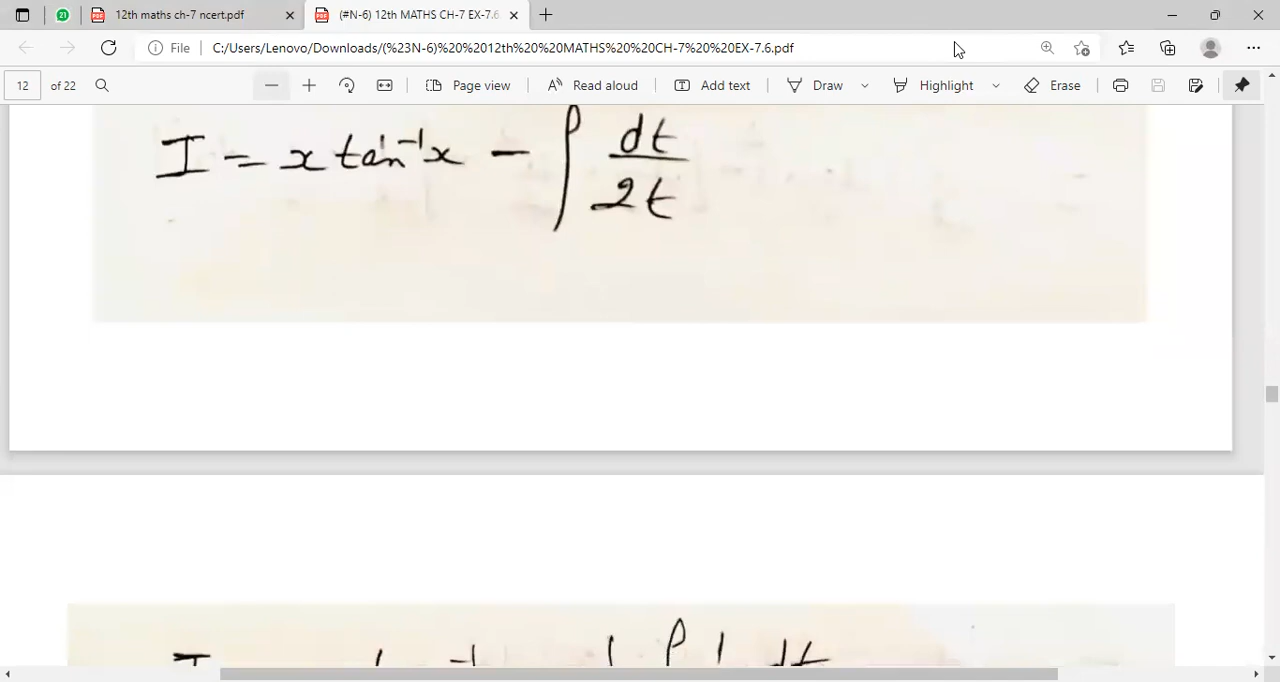 12th maths ch-7 ncert.pdf
(#N-6) 12th MATHS CH-7 EX-7.6.
File
C:/Users/Lenovo/Downloads/(%23N-6)%20%2012th%20%20MATHS%20%20CH-7%20%20EX-7.6.pdf
12 of 22
Page view
Read aloud
Add text
Draw
Highlight
Erase
I = x tan⁻¹x − ∫ dt / 2t